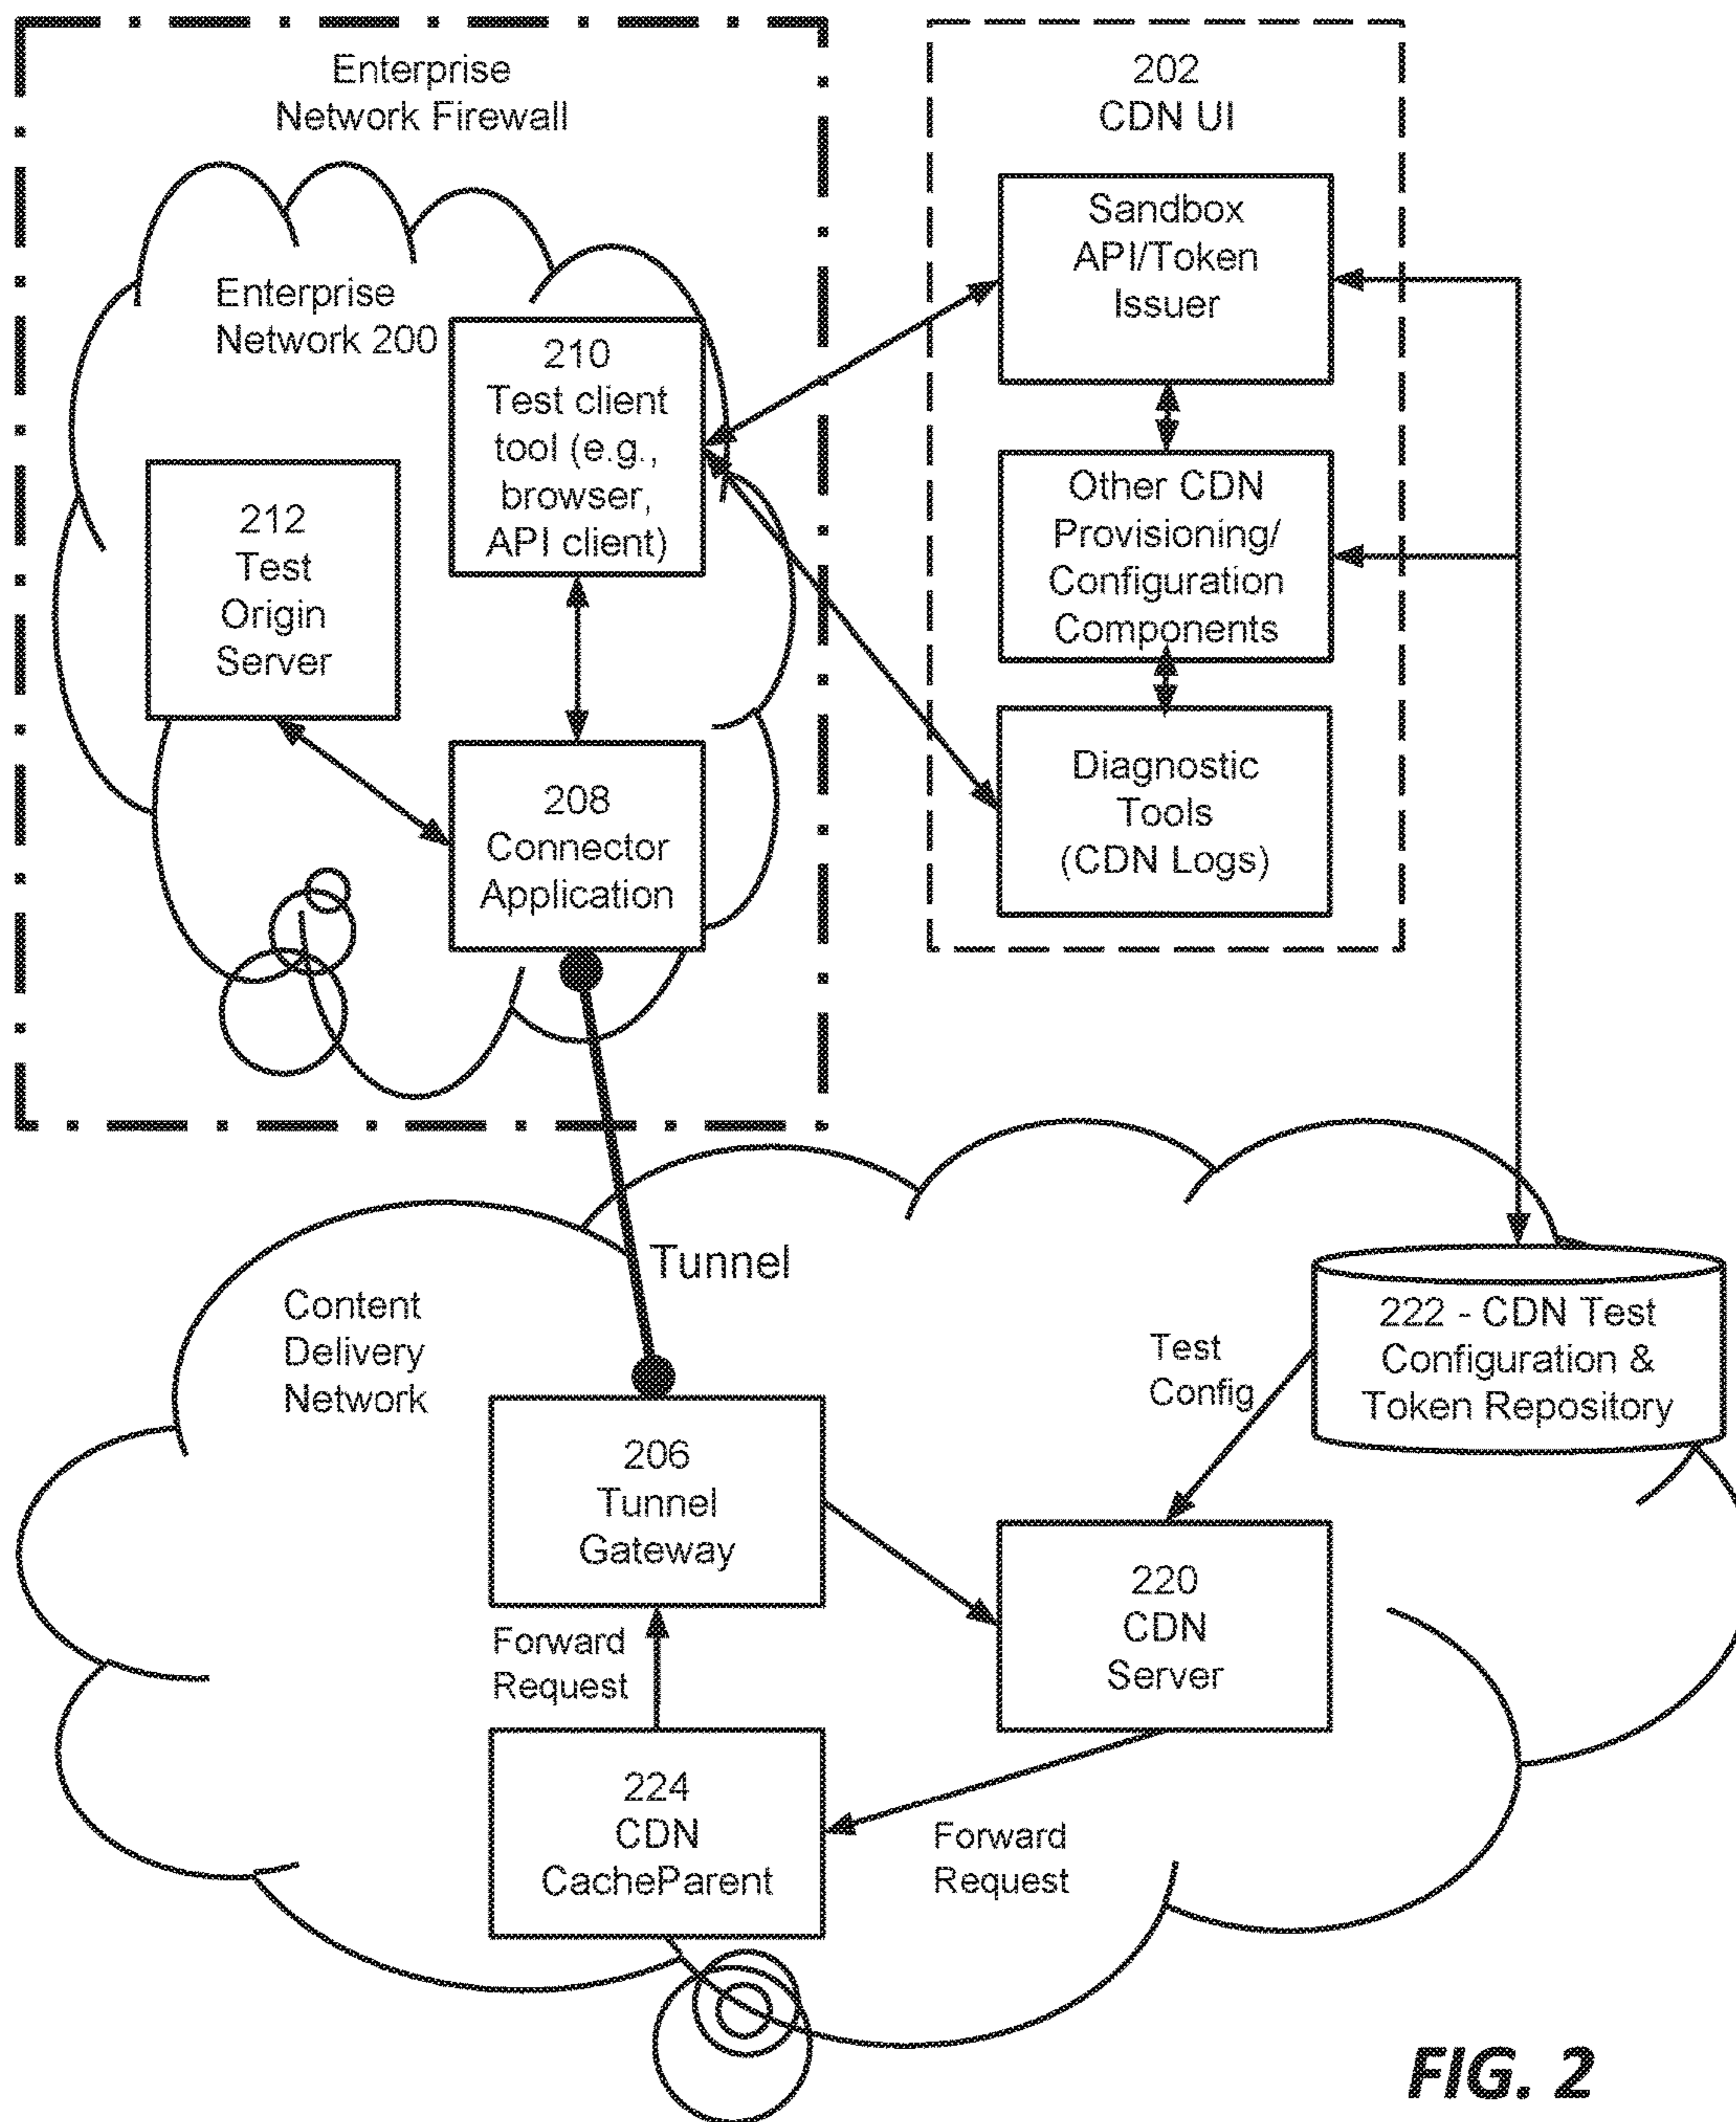 Enterprise
Network Firewall
202
CDN UI
Sandbox
API/Token
Issuer
Enterprise
Network 200
210
Test client
tool (e.g.,
browser,
API client)
212
Test
Origin
Server
Other CDN
Provisioning/
Configuration
Components
208
Connector
Application
Diagnostic
Tools
(CDN Logs)
Tunnel
Content
Delivery
Network
222 - CDN Test
Configuration &
Token Repository
Test
Config
206
Tunnel
Gateway
220
CDN
Server
Forward
Request
224
CDN
CacheParent
Forward
Request
FIG. 2